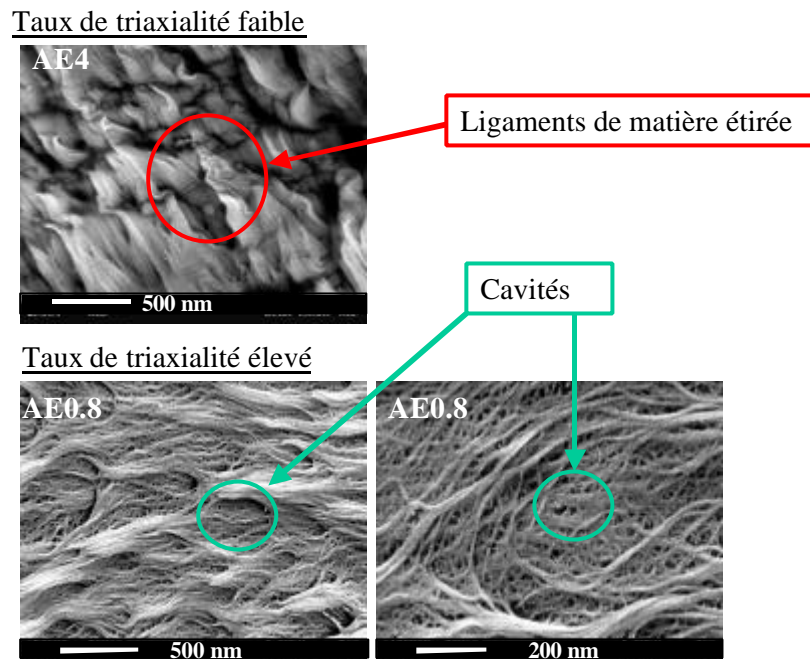 Taux de triaxialité faible
AE4
Ligaments de matière étirée
500 nm
Cavités
Taux de triaxialité élevé
AE0.8
AE0.8
500 nm
200 nm